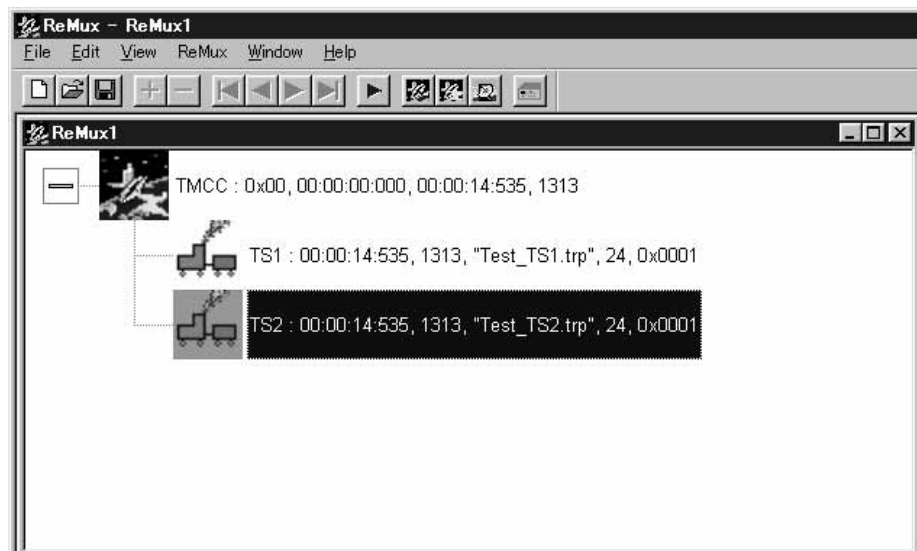 ReMux - ReMux1
File Edit View ReMux Window Help
ReMux1
TMCC : 0x00, 00:00:00:000, 00:00:14:535, 1313
TS1 : 00:00:14:535, 1313, "Test_TS1.trp", 24, 0x0001
TS2 : 00:00:14:535, 1313, "Test_TS2.trp", 24, 0x0001